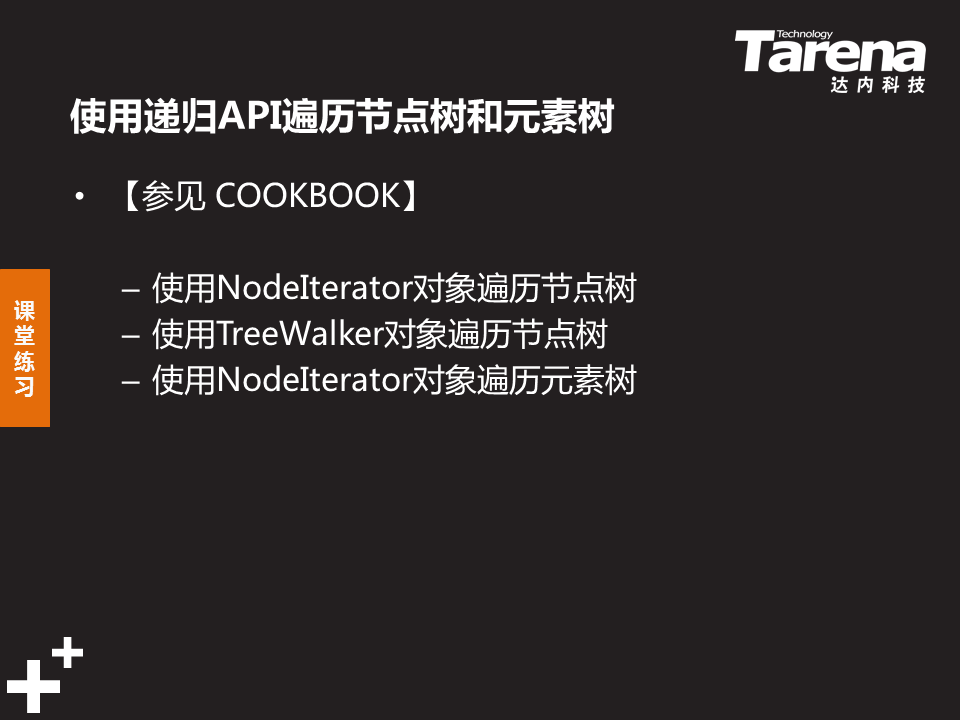 Technology
Tarena
达内科技
使用递归API遍历节点树和元素树
• 【参见 COOKBOOK】
– 使用NodeIterator对象遍历节点树
– 使用TreeWalker对象遍历节点树
– 使用NodeIterator对象遍历元素树
课
堂
练
习